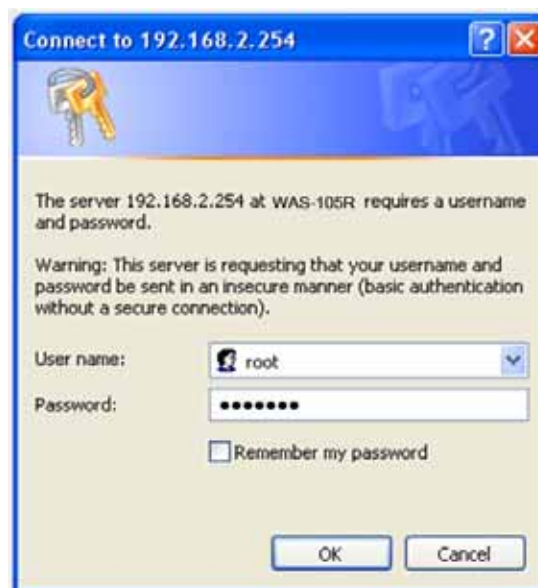 Connect to 192.168.2.254
The server 192.168.2.254 at WAS-105R requires a username
and password.
Warning: This server is requesting that your username and
password be sent in an insecure manner (basic authentication
without a secure connection).
User name:
root
Password:
•••••••
Remember my password
OK
Cancel